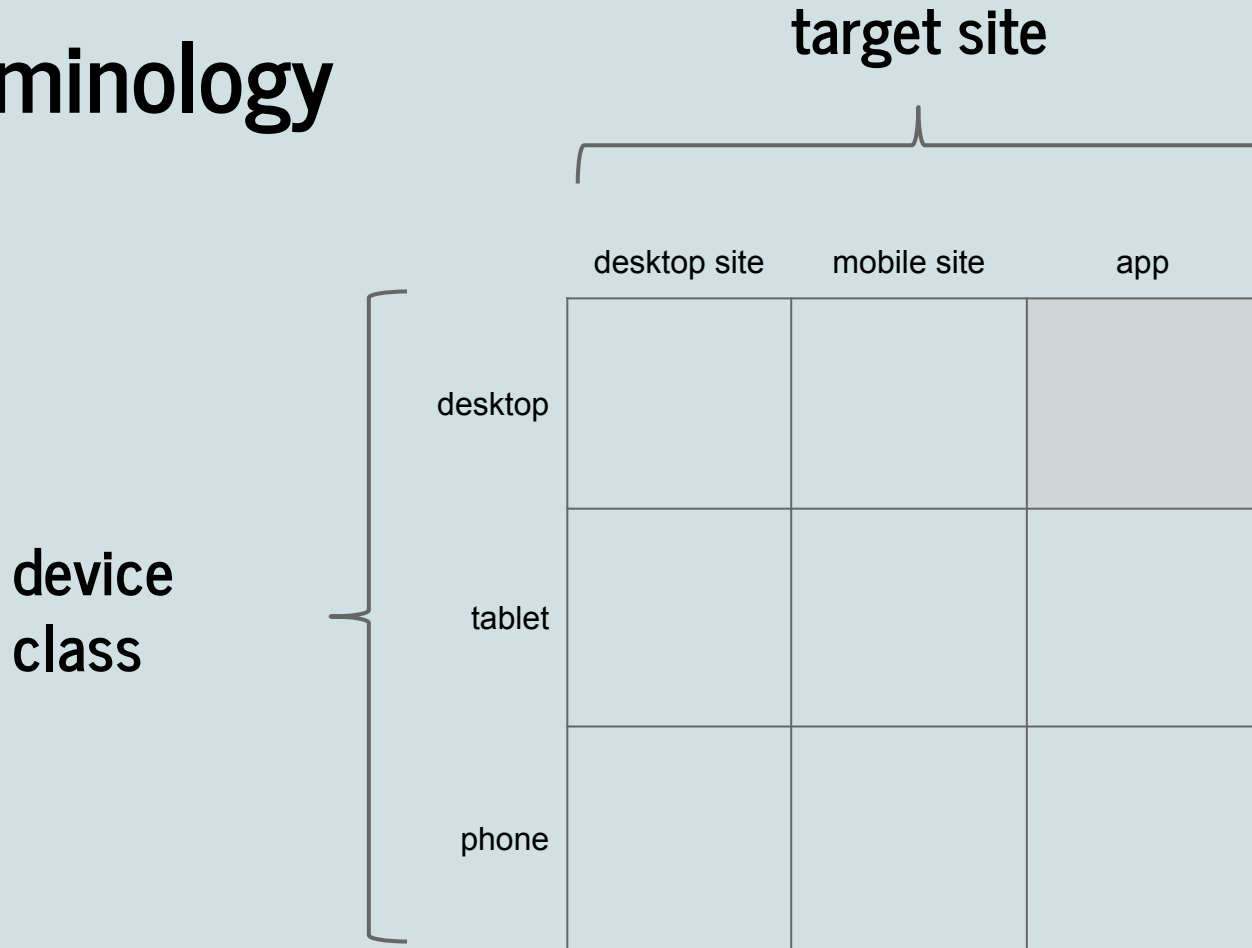 minology
target site
desktop site mobile site app
desktop
device
class
tablet
phone